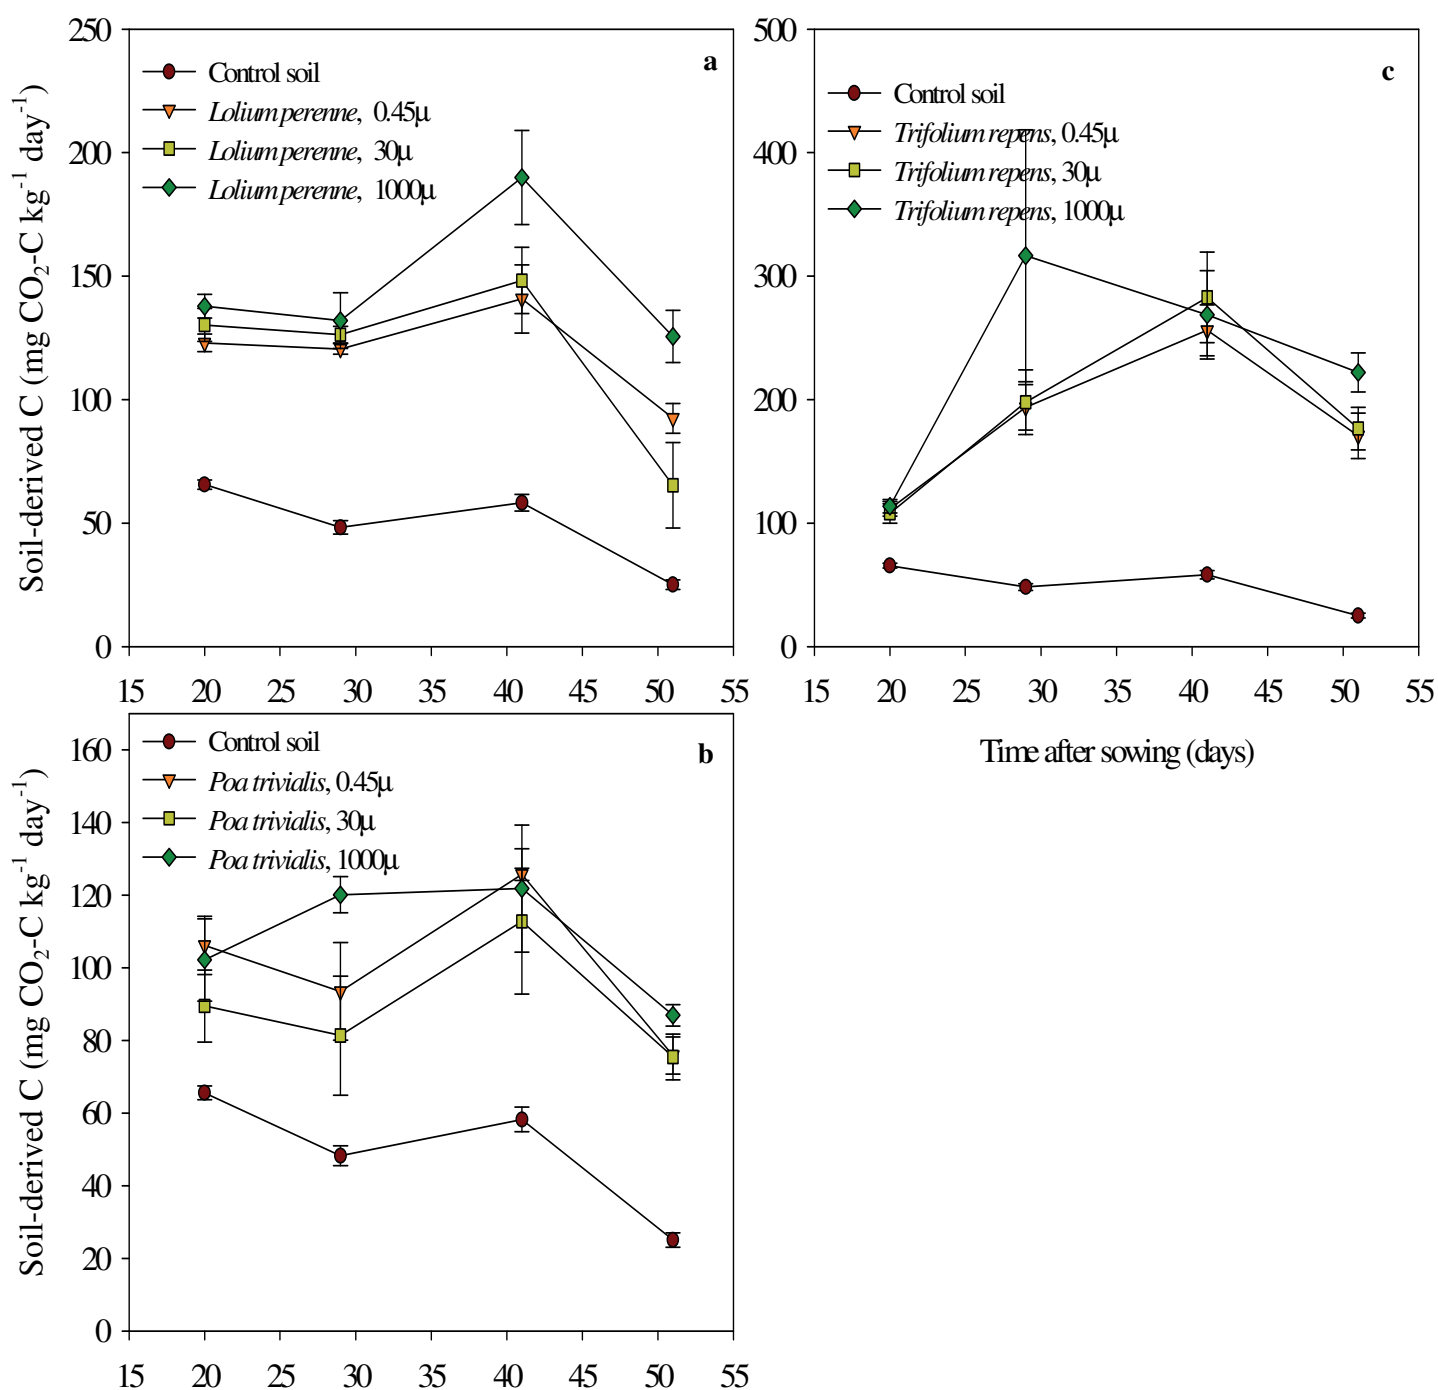 250
200
150
100
50
0
Soil-derived C (mg CO₂-C kg⁻¹ day⁻¹)
a
Control soil
Lolium perenne, 0.45μ
Lolium perenne, 30μ
Lolium perenne, 1000μ
15 20 25 30 35 40 45 50 55
500
400
300
200
100
0
c
Control soil
Trifolium repens, 0.45μ
Trifolium repens, 30μ
Trifolium repens, 1000μ
15 20 25 30 35 40 45 50 55
Time after sowing (days)
160
140
120
100
80
60
40
20
0
Soil-derived C (mg CO₂-C kg⁻¹ day⁻¹)
b
Control soil
Poa trivialis, 0.45μ
Poa trivialis, 30μ
Poa trivialis, 1000μ
15 20 25 30 35 40 45 50 55